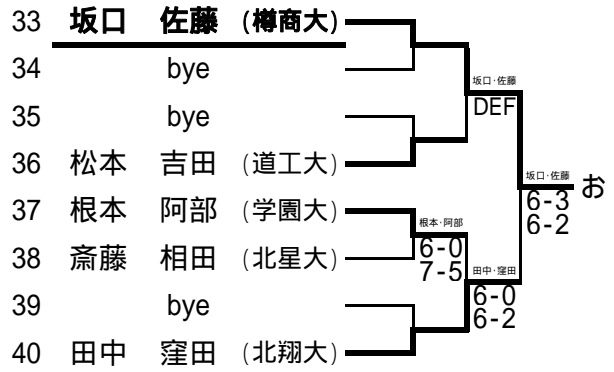 33 坂口 佐藤 (樽商大)
34 bye
35 bye
36 松本 吉田 (道工大)
37 根本 阿部 (学園大)
38 斎藤 相田 (北星大)
39 bye
40 田中 窪田 (北翔大)
坂口・佐藤
DEF
根本・阿部
6-0
7-5
田中・窪田
6-0
6-2
坂口・佐藤
6-3
6-2
お